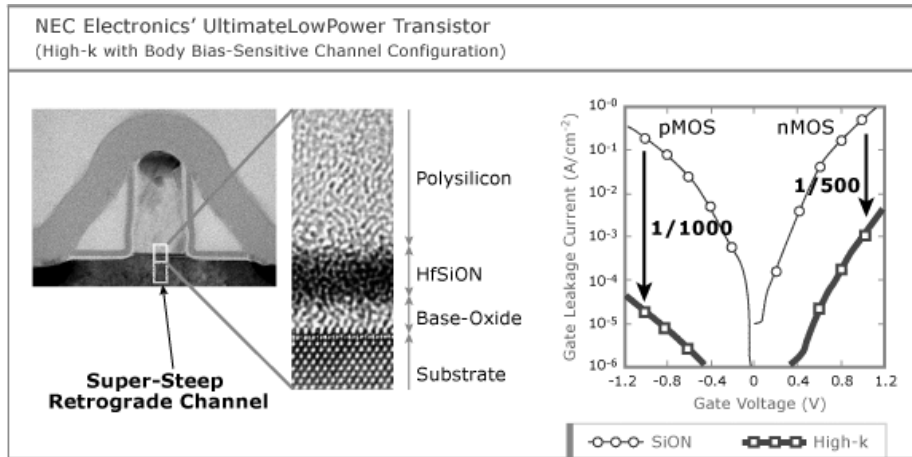 NEC Electronics' UltimateLowPower Transistor
(High-k with Body Bias-Sensitive Channel Configuration)
Polysilicon
HfSiON
Base-Oxide
Substrate
Super-Steep
Retrograde Channel
Gate Leakage Current (A/cm⁻²)
10⁻⁰
10⁻¹
10⁻²
10⁻³
10⁻⁴
10⁻⁵
10⁻⁶
pMOS nMOS
1/500
1/1000
-1.2 -0.8 -0.4 0 0.4 0.8 1.2
Gate Voltage (V)
SiON High-k